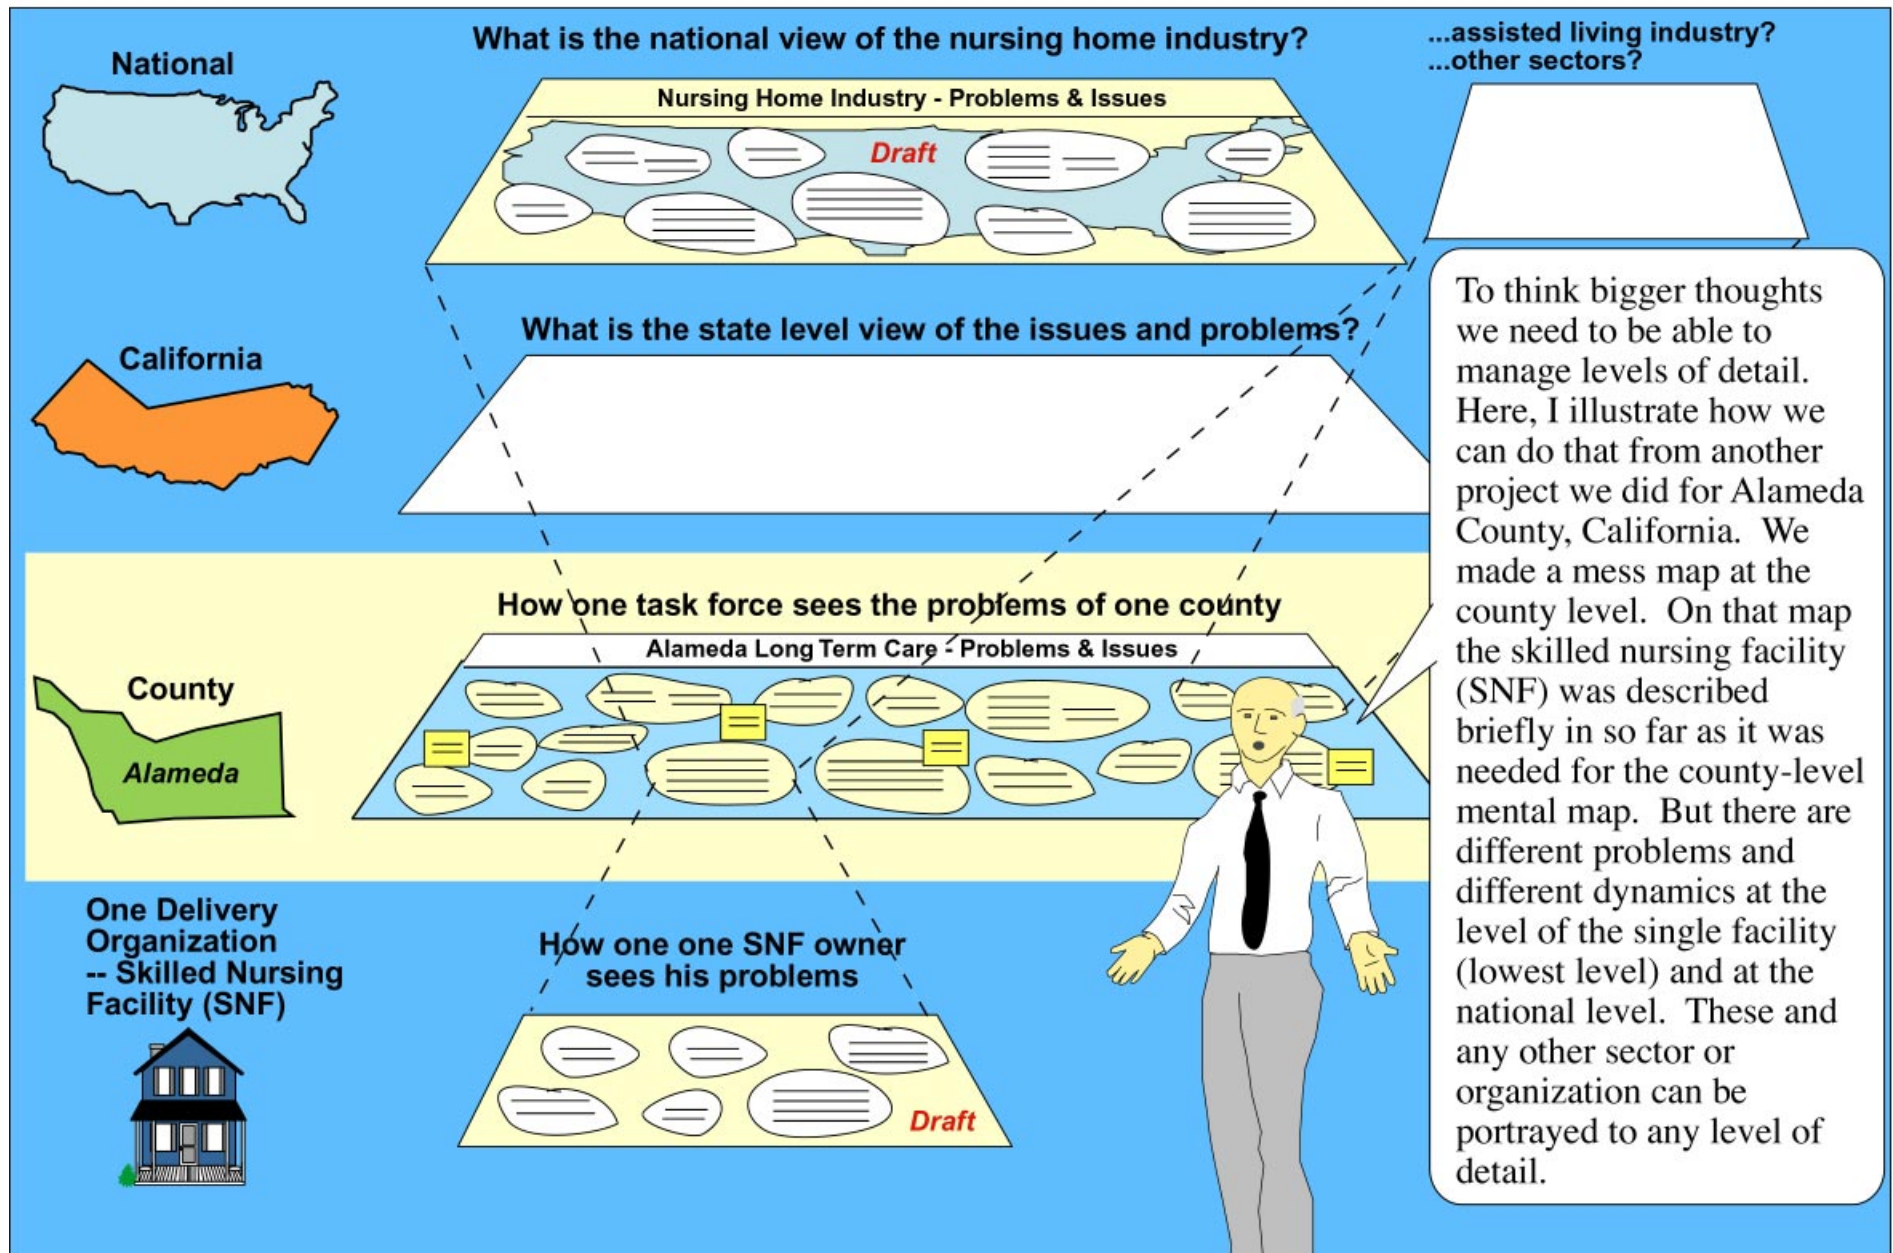 National
What is the national view of the nursing home industry?
...assisted living industry?
...other sectors?
Nursing Home Industry - Problems & Issues
Draft
California
What is the state level view of the issues and problems?
How one task force sees the problems of one county
Alameda Long Term Care - Problems & Issues
County
Alameda
One Delivery
Organization
-- Skilled Nursing
Facility (SNF)
How one one SNF owner
sees his problems
Draft
To think bigger thoughts
we need to be able to
manage levels of detail.
Here, I illustrate how we
can do that from another
project we did for Alameda
County, California.  We
made a mess map at the
county level.  On that map
the skilled nursing facility
(SNF) was described
briefly in so far as it was
needed for the county-level
mental map.  But there are
different problems and
different dynamics at the
level of the single facility
(lowest level) and at the
national level.  These and
any other sector or
organization can be
portrayed to any level of
detail.